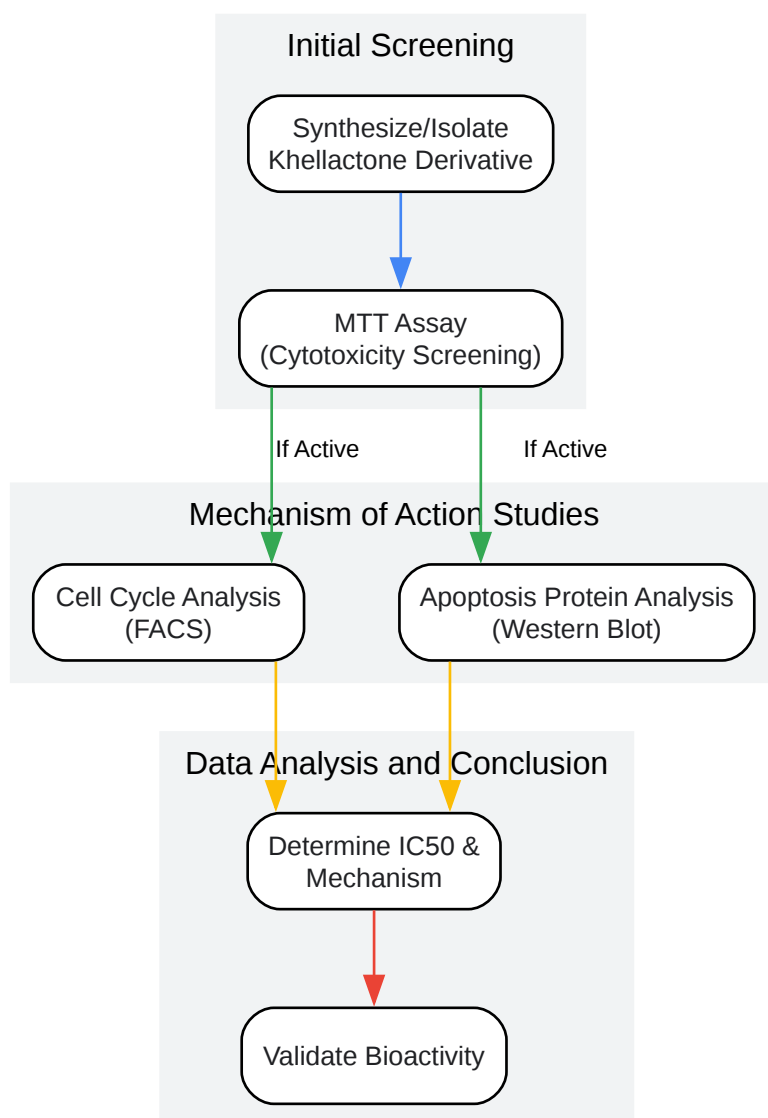 Initial Screening
Synthesize/Isolate
Khellactone Derivative
MTT Assay
(Cytotoxicity Screening)
If Active
If Active
Mechanism of Action Studies
Cell Cycle Analysis
(FACS)
Apoptosis Protein Analysis
(Western Blot)
Data Analysis and Conclusion
Determine IC50 &
Mechanism
Validate Bioactivity